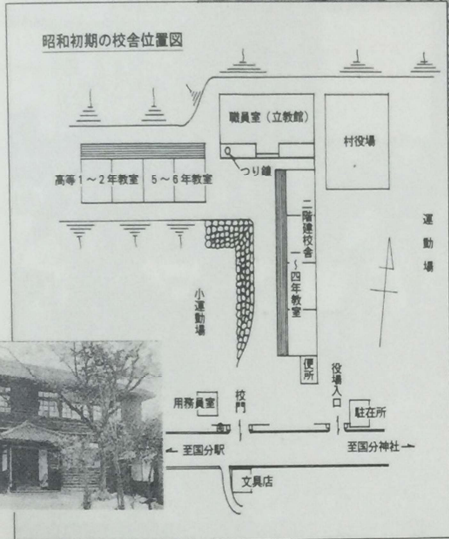 昭和初期の校舎位置図
職員室（立教館）
村役場
つり鐘
高等1～2年教室
5～6年教室
二階建校舎
一～四年教室
運動場
小運動場
便所
役場入口
校門
用務員室
駐在所
至国分駅
至国分神社
文具店